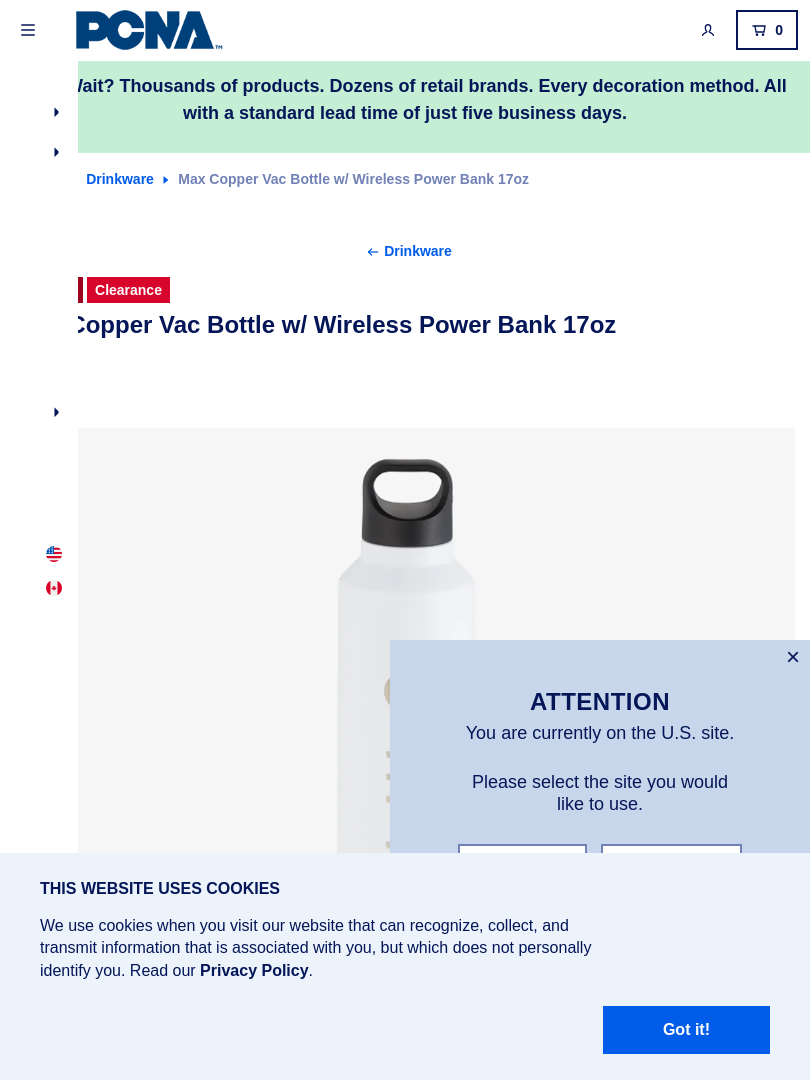 PCNA™
0
Wait? Thousands of products. Dozens of retail brands. Every decoration method. All
with a standard lead time of just five business days.
Drinkware Max Copper Vac Bottle w/ Wireless Power Bank 17oz
Drinkware
Clearance
Copper Vac Bottle w/ Wireless Power Bank 17oz
×
ATTENTION
You are currently on the U.S. site.
Please select the site you would
like to use.
THIS WEBSITE USES COOKIES
We use cookies when you visit our website that can recognize, collect, and
transmit information that is associated with you, but which does not personally
identify you. Read our Privacy Policy.
Got it!